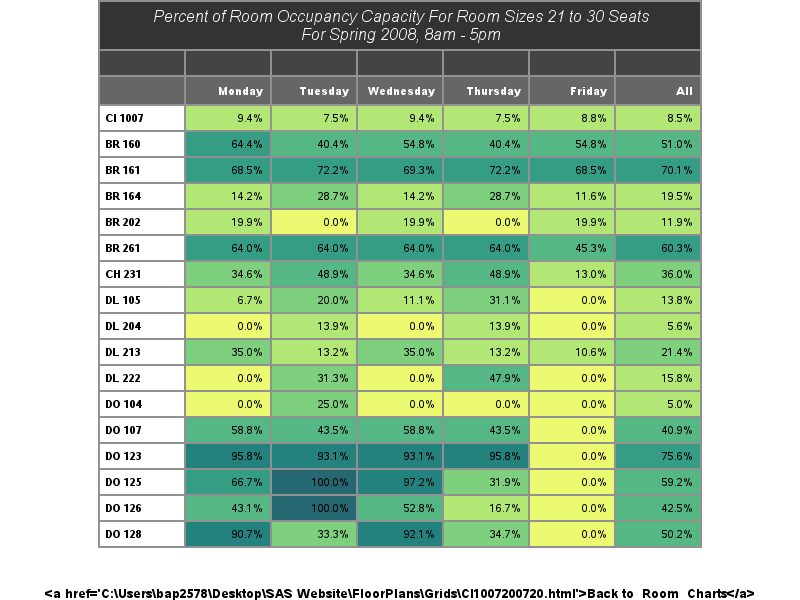 Percent of Room Occupancy Capacity For Room Sizes 21 to 30 Seats
For Spring 2008, 8am - 5pm
Monday Tuesday Wednesday Thursday Friday All
CI 1007 9.4% 7.5% 9.4% 7.5% 8.8% 8.5%
BR 160 64.4% 40.4% 54.8% 40.4% 54.8% 51.0%
BR 161 68.5% 72.2% 69.3% 72.2% 68.5% 70.1%
BR 164 14.2% 28.7% 14.2% 28.7% 11.6% 19.5%
BR 202 19.9% 0.0% 19.9% 0.0% 19.9% 11.9%
BR 261 64.0% 64.0% 64.0% 64.0% 45.3% 60.3%
CH 231 34.6% 48.9% 34.6% 48.9% 13.0% 36.0%
DL 105 6.7% 20.0% 11.1% 31.1% 0.0% 13.8%
DL 204 0.0% 13.9% 0.0% 13.9% 0.0% 5.6%
DL 213 35.0% 13.2% 35.0% 13.2% 10.6% 21.4%
DL 222 0.0% 31.3% 0.0% 47.9% 0.0% 15.8%
DO 104 0.0% 25.0% 0.0% 0.0% 0.0% 5.0%
DO 107 58.8% 43.5% 58.8% 43.5% 0.0% 40.9%
DO 123 95.8% 93.1% 93.1% 95.8% 0.0% 75.6%
DO 125 66.7% 100.0% 97.2% 31.9% 0.0% 59.2%
DO 126 43.1% 100.0% 52.8% 16.7% 0.0% 42.5%
DO 128 90.7% 33.3% 92.1% 34.7% 0.0% 50.2%
<a href='C:\Users\bap2578\Desktop\SAS Website\FloorPlans\Grids\CI1007200720.html'>Back to Room Charts</a>